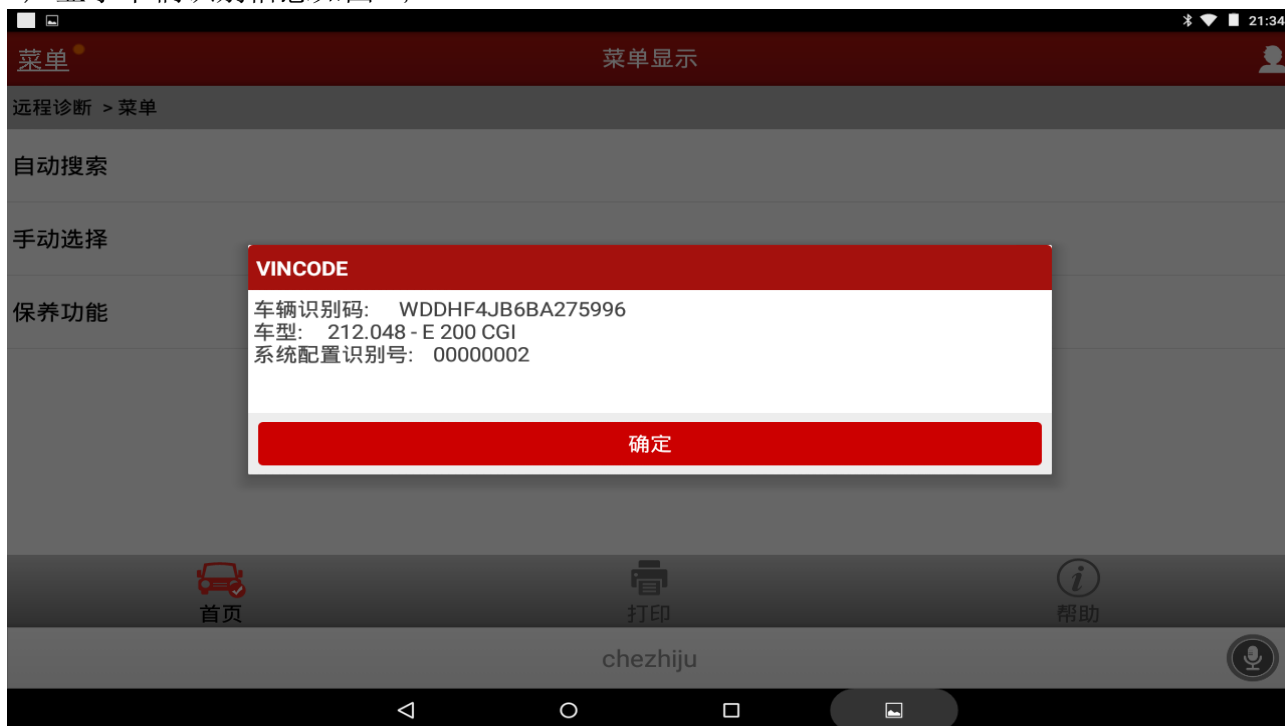 21:34
菜单
菜单显示
远程诊断 > 菜单
自动搜索
手动选择
保养功能
VINCODE
车辆识别码: WDDHF4JB6BA275996
车型: 212.048 - E 200 CGI
系统配置识别号: 00000002
确定
首页
打印
帮助
chezhiju